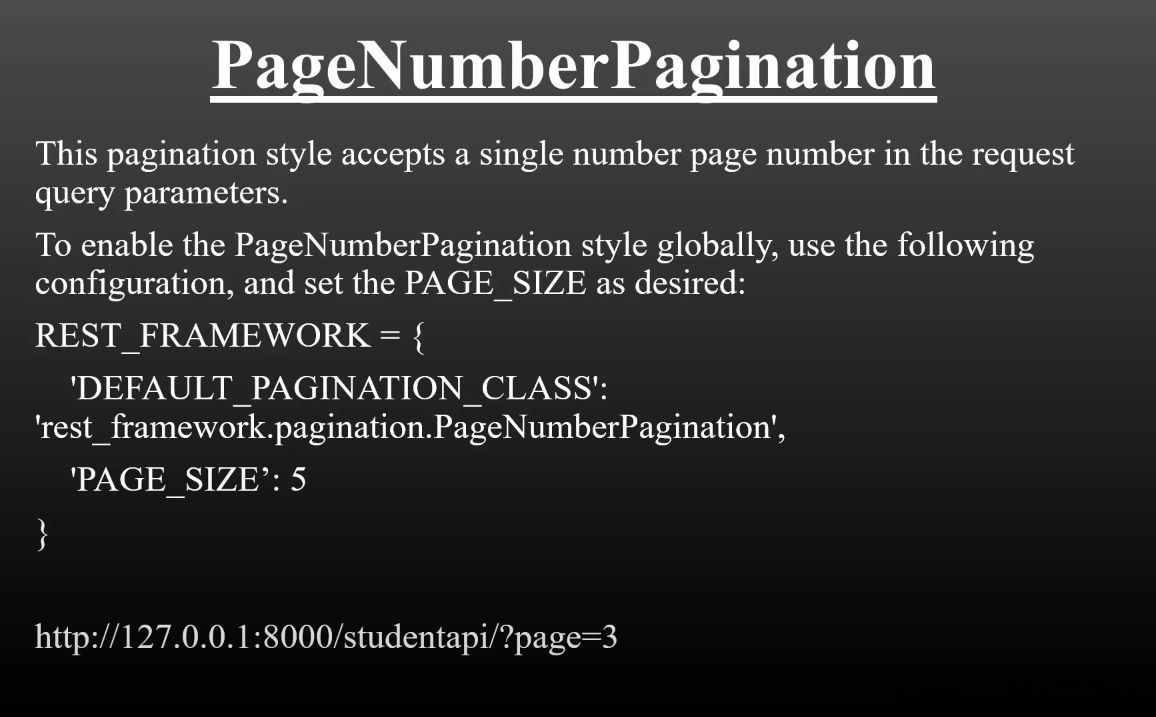 PageNumberPagination
This pagination style accepts a single number page number in the request
query parameters.
To enable the PageNumberPagination style globally, use the following
configuration, and set the PAGE_SIZE as desired:
REST_FRAMEWORK = {
'DEFAULT_PAGINATION_CLASS':
'rest_framework.pagination.PageNumberPagination',
'PAGE_SIZE’: 5
}
http://127.0.0.1:8000/studentapi/?page=3